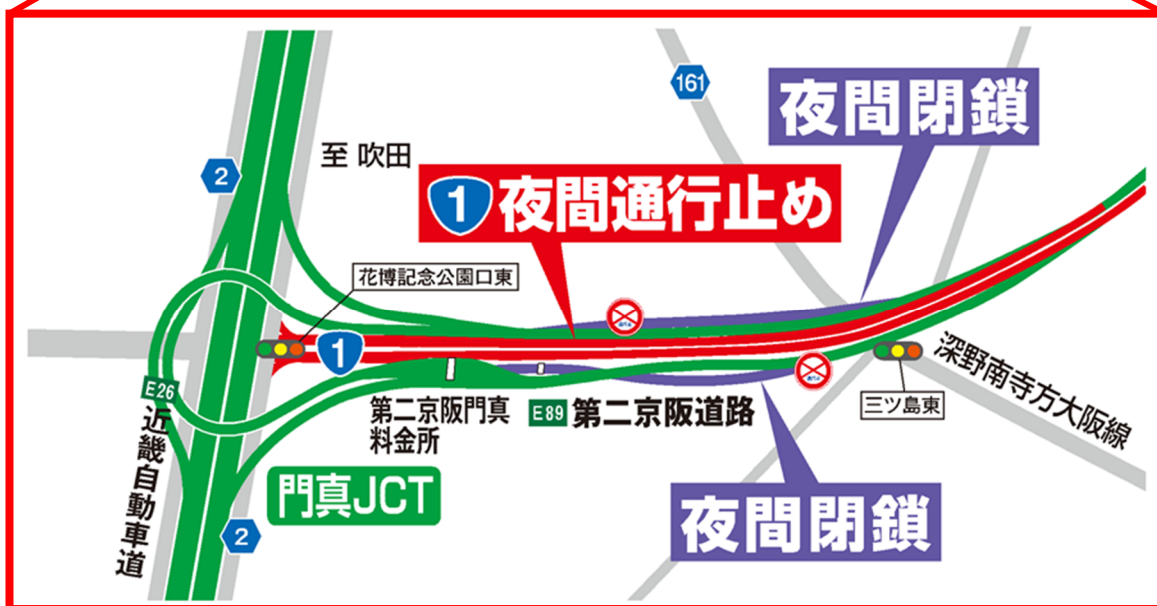 161
夜間閉鎖
至 吹田
2
1 夜間通行止め
花博記念公園口東
1
E26
近畿自動車道
第二京阪門真
料金所
E89 第二京阪道路
三ツ島東
深野南寺方大阪線
門真JCT
夜間閉鎖
2